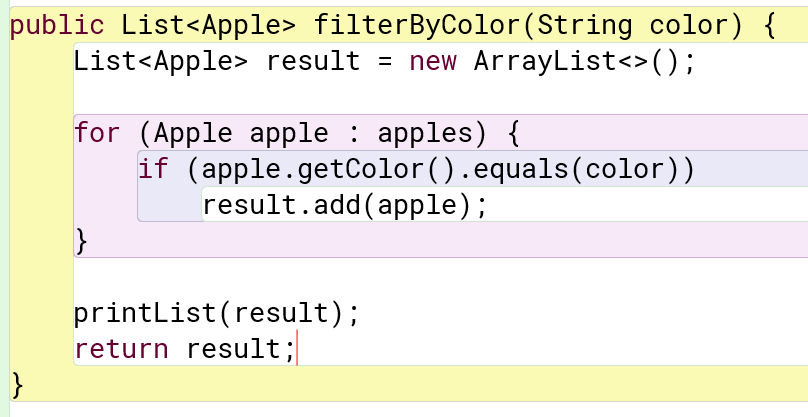 public List<Apple> filterByColor(String color) {
    List<Apple> result = new ArrayList<>();
    for (Apple apple : apples) {
        if (apple.getColor().equals(color))
            result.add(apple);
    }
    printList(result);
    return result;
}